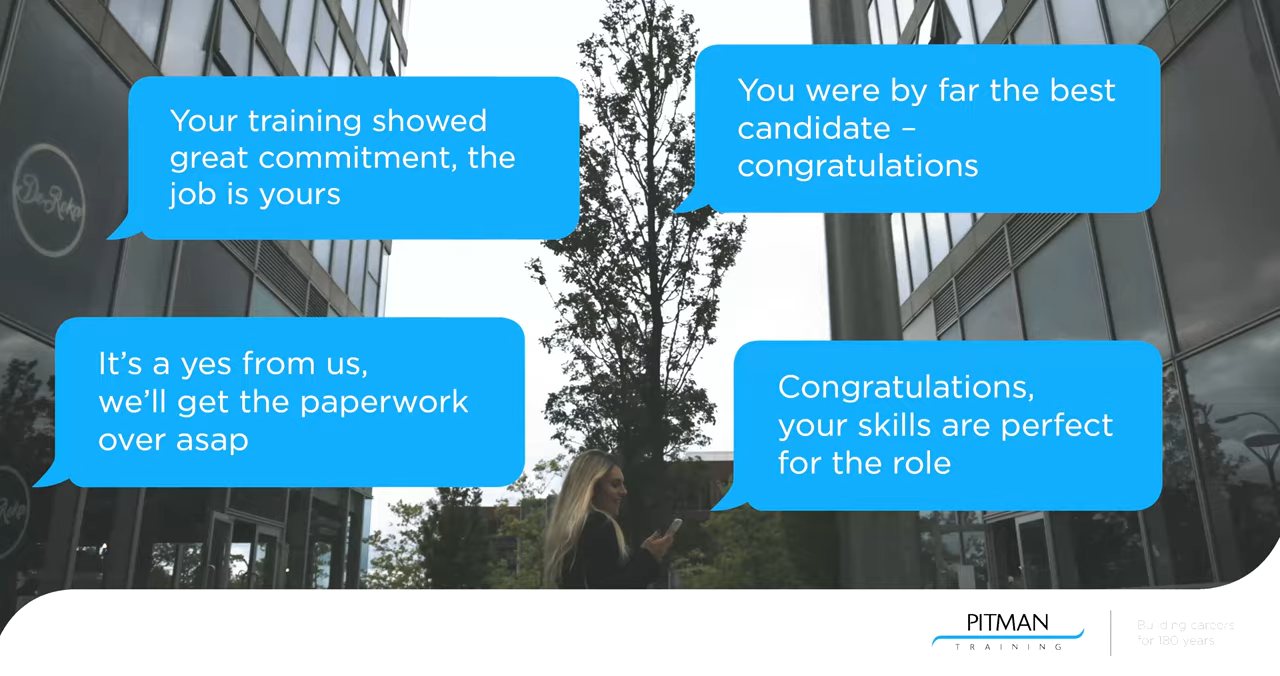 Your training showed
great commitment, the
job is yours
You were by far the best
candidate –
congratulations
It's a yes from us,
we'll get the paperwork
over asap
Congratulations,
your skills are perfect
for the role
PITMAN
TRAINING
Building careers
for 180 years